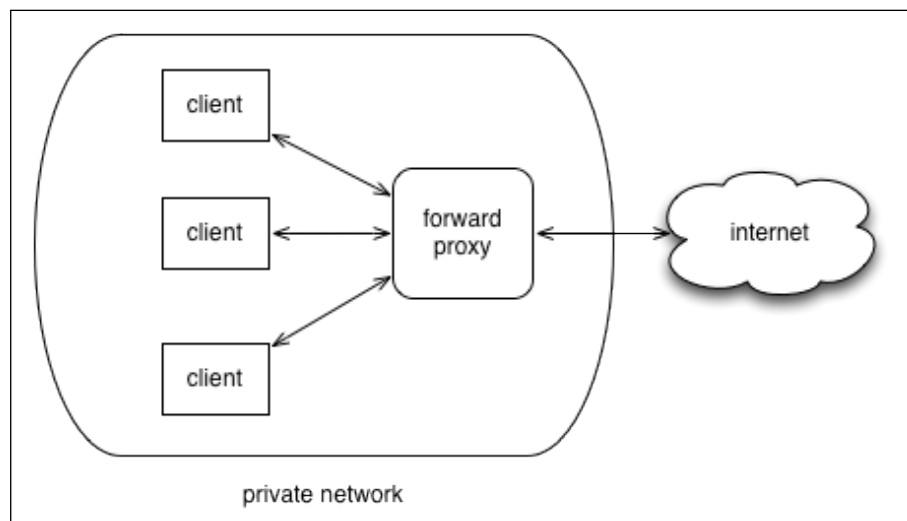 client
client
client
forward
proxy
internet
private network